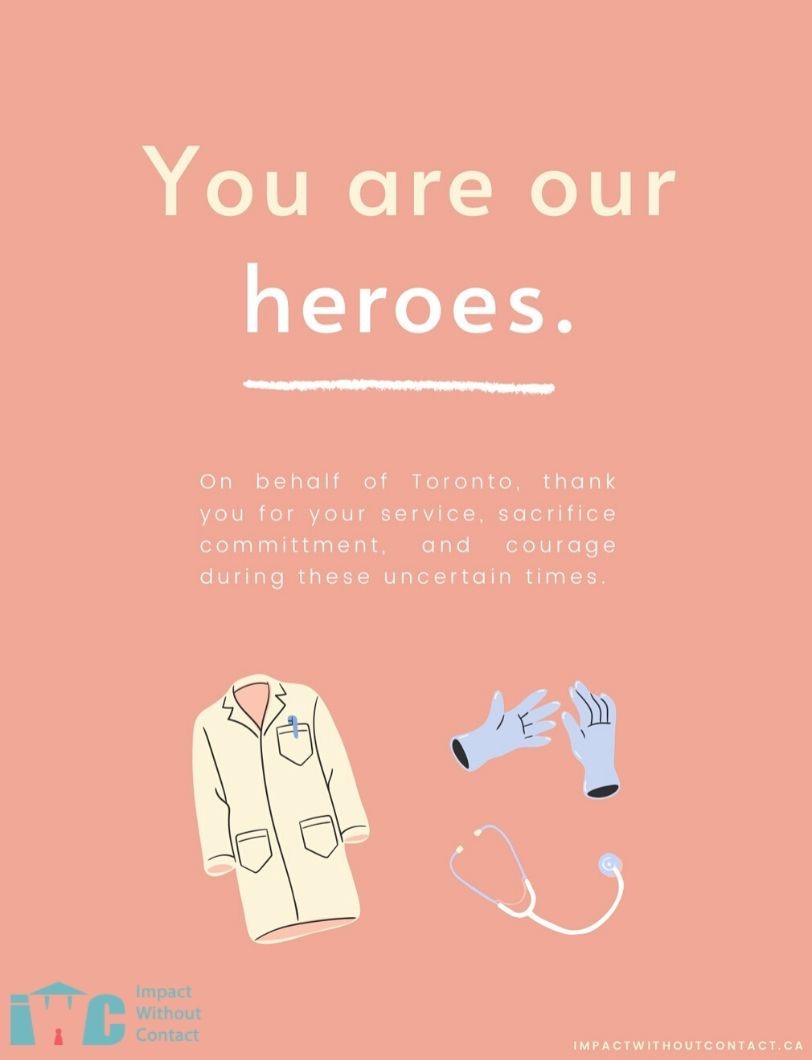 You are our
heroes.
On behalf of Toronto, thank
you for your service, sacrifice
committment, and courage
during these uncertain times.
iWC
Impact
Without
Contact
IMPACTWITHOUTCONTACT.CA